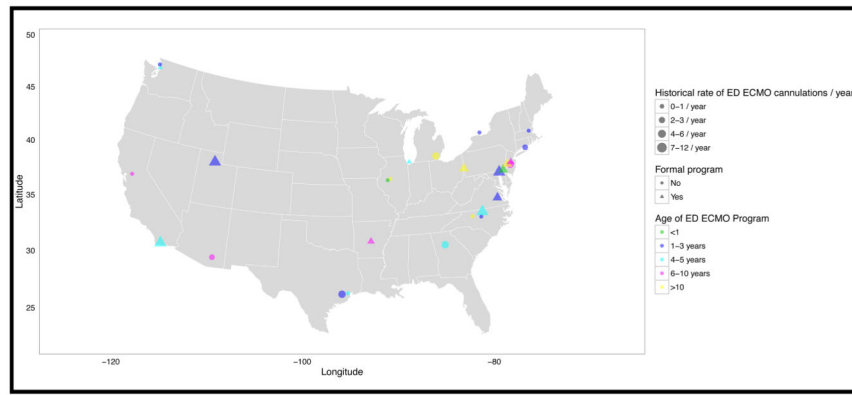 50
45
40
35
30
25
Latitude
−120
−100
−80
Longitude
Historical rate of ED ECMO cannulations / year
0−1 / year
2−3 / year
4−6 / year
7−12 / year
Formal program
No
Yes
Age of ED ECMO Program
<1
1−3 years
4−5 years
6−10 years
>10